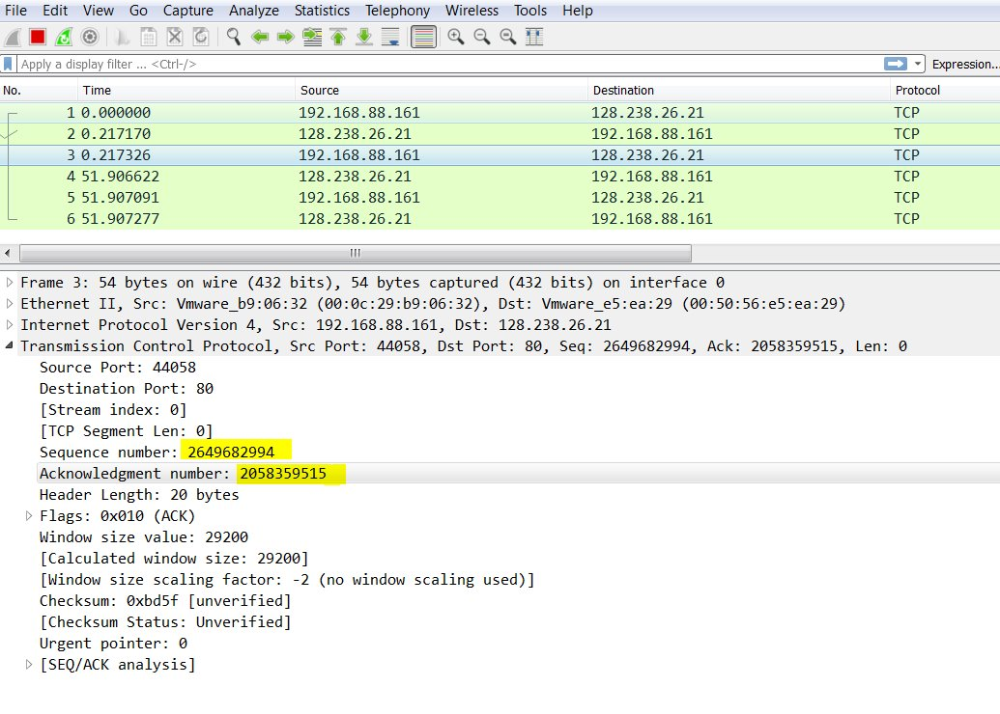 File Edit View Go Capture Analyze Statistics Telephony Wireless Tools Help
Apply a display filter ... <Ctrl-/> Expression...
No. Time Source Destination Protocol
1 0.000000 192.168.88.161 128.238.26.21 TCP
2 0.217170 128.238.26.21 192.168.88.161 TCP
3 0.217326 192.168.88.161 128.238.26.21 TCP
4 51.906622 128.238.26.21 192.168.88.161 TCP
5 51.907091 192.168.88.161 128.238.26.21 TCP
6 51.907277 128.238.26.21 192.168.88.161 TCP
Frame 3: 54 bytes on wire (432 bits), 54 bytes captured (432 bits) on interface 0
Ethernet II, Src: Vmware_b9:06:32 (00:0c:29:b9:06:32), Dst: Vmware_e5:ea:29 (00:50:56:e5:ea:29)
Internet Protocol Version 4, Src: 192.168.88.161, Dst: 128.238.26.21
Transmission Control Protocol, Src Port: 44058, Dst Port: 80, Seq: 2649682994, Ack: 2058359515, Len: 0
Source Port: 44058
Destination Port: 80
[Stream index: 0]
[TCP Segment Len: 0]
Sequence number: 2649682994
Acknowledgment number: 2058359515
Header Length: 20 bytes
Flags: 0x010 (ACK)
Window size value: 29200
[Calculated window size: 29200]
[Window size scaling factor: -2 (no window scaling used)]
Checksum: 0xbd5f [unverified]
[Checksum Status: Unverified]
Urgent pointer: 0
[SEQ/ACK analysis]